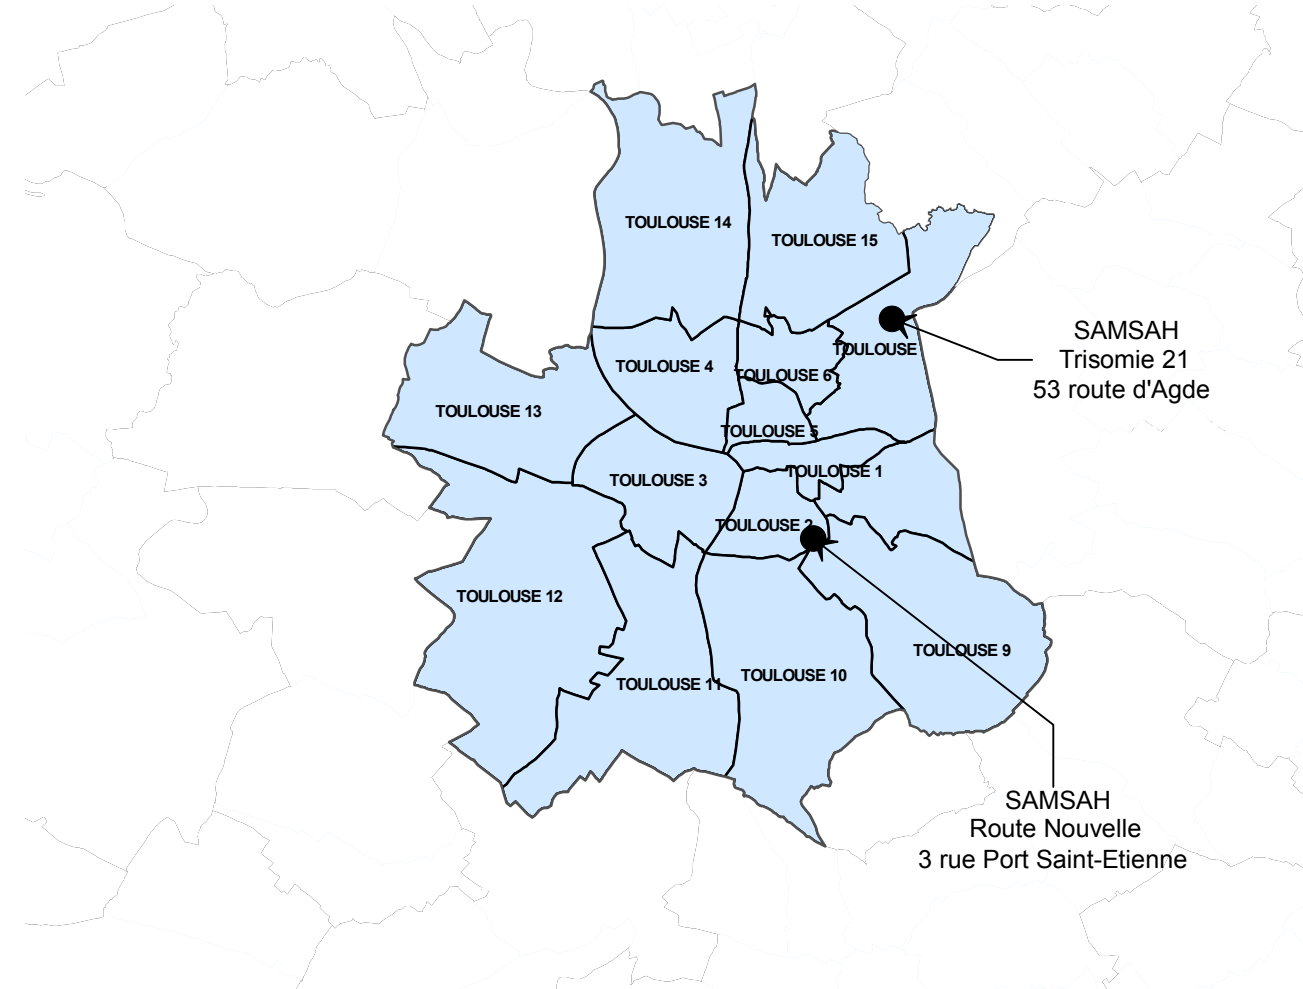 TOULOUSE 14
TOULOUSE 15
SAMSAH
Trisomie 21
53 route d'Agde
TOULOUSE
TOULOUSE 4
TOULOUSE 6
TOULOUSE 13
TOULOUSE 5
TOULOUSE 3
TOULOUSE 1
TOULOUSE 2
TOULOUSE 12
TOULOUSE 9
TOULOUSE 11
TOULOUSE 10
SAMSAH
Route Nouvelle
3 rue Port Saint-Etienne